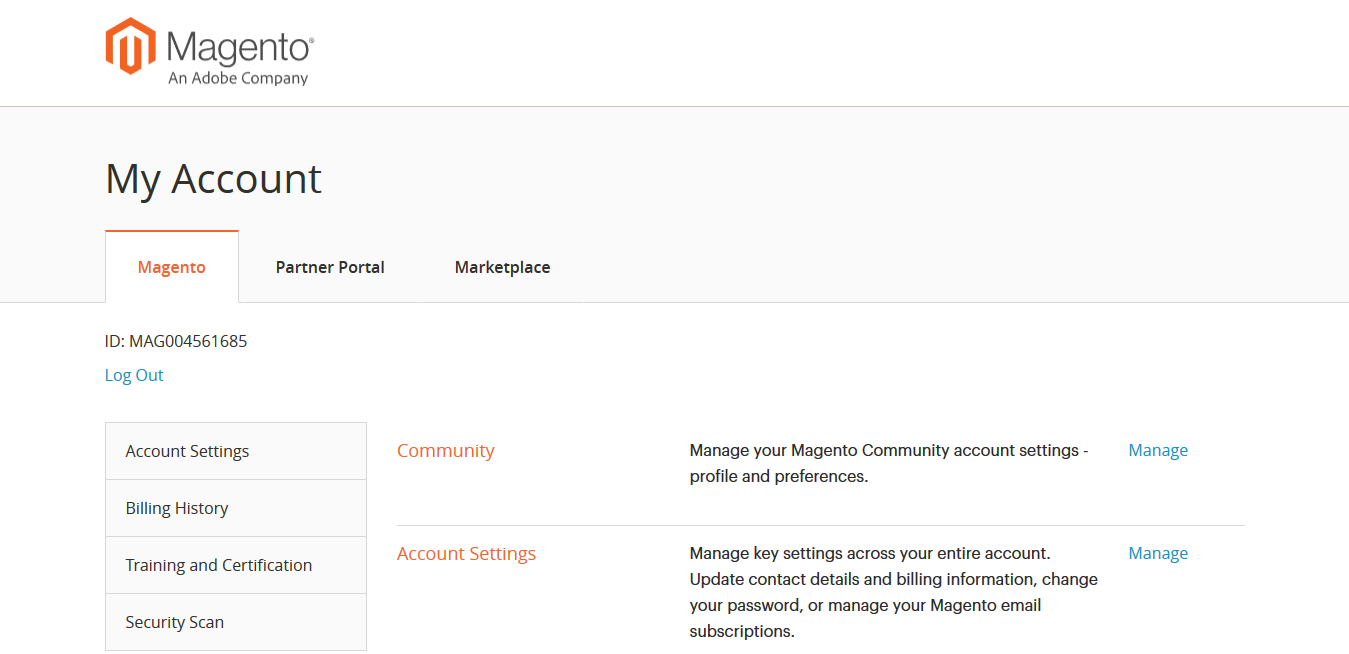 Magento®
An Adobe Company
My Account
Magento
Partner Portal
Marketplace
ID: MAG004561685
Log Out
Account Settings
Billing History
Training and Certification
Security Scan
Community
Manage your Magento Community account settings -
profile and preferences.
Manage
Account Settings
Manage key settings across your entire account.
Update contact details and billing information, change
your password, or manage your Magento email
subscriptions.
Manage